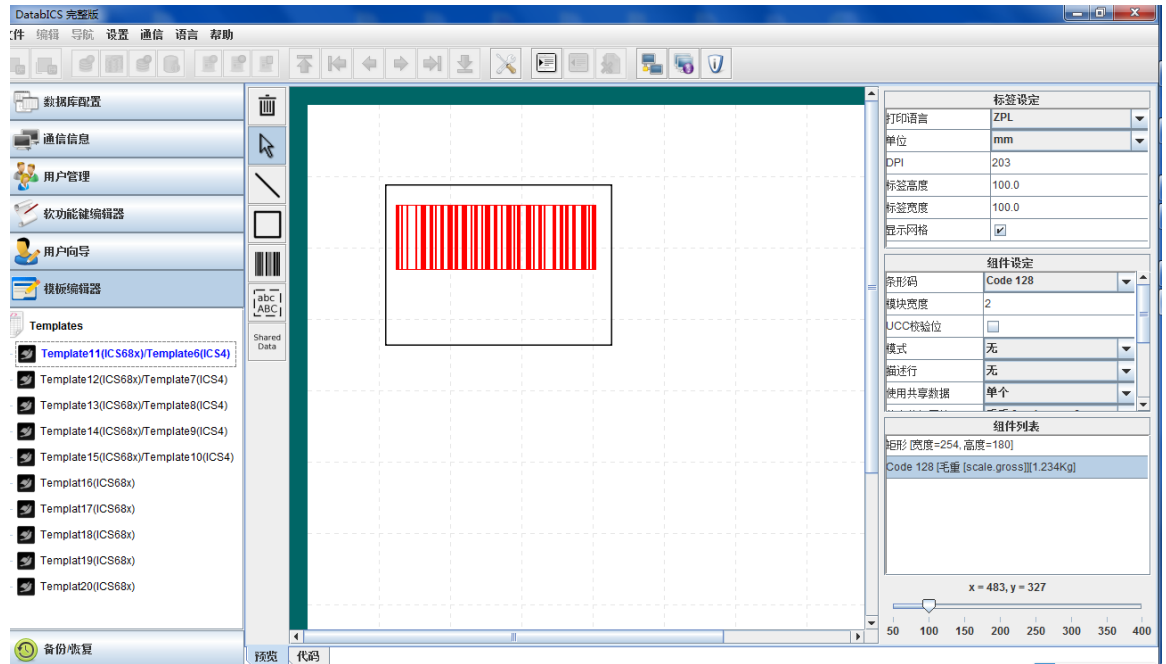 DatabICS 完整版
件 编辑 导航 设置 通信 语言 帮助
数据库配置
通信信息
用户管理
软功能键编辑器
用户向导
模板编辑器
Templates
Template11(ICS68x)/Template6(ICS4)
Template12(ICS68x)/Template7(ICS4)
Template13(ICS68x)/Template8(ICS4)
Template14(ICS68x)/Template9(ICS4)
Template15(ICS68x)/Template10(ICS4)
Templat16(ICS68x)
Templat17(ICS68x)
Templat18(ICS68x)
Templat19(ICS68x)
Templat20(ICS68x)
备份/恢复
abc
ABC
Shared
Data
预览 代码
标签设定
打印语言 ZPL
单位 mm
DPI 203
标签高度 100.0
标签宽度 100.0
显示网格
组件设定
条形码 Code 128
模块宽度 2
UCC校验位
模式 无
描述行 无
使用共享数据 单个
组件列表
矩形 [宽度=254, 高度=180]
Code 128 [毛重 [scale.gross]][1.234Kg]
x = 483, y = 327
50 100 150 200 250 300 350 400